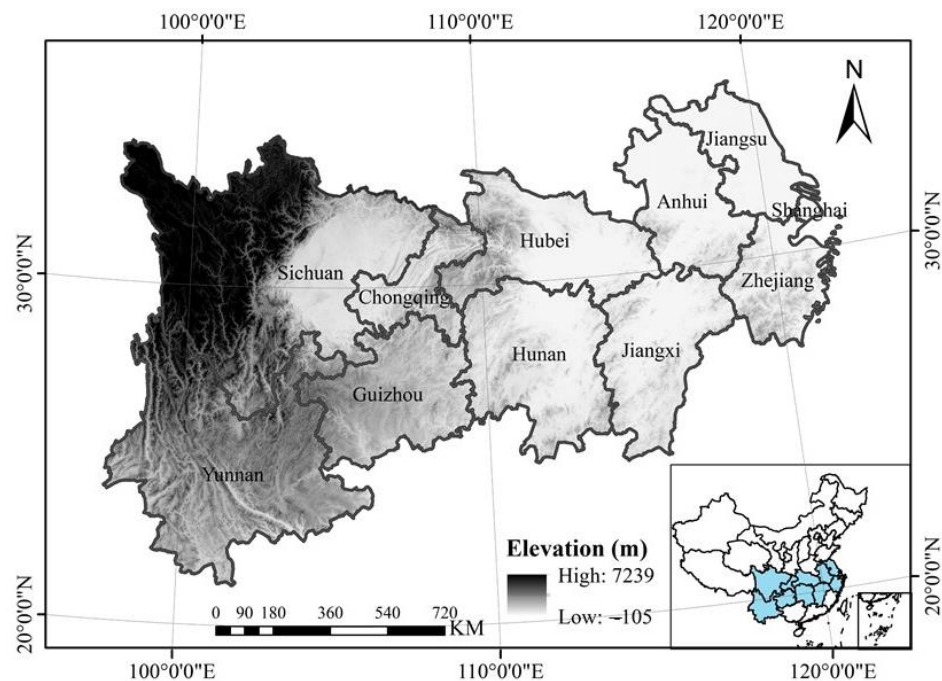 100°0'0"E
110°0'0"E
120°0'0"E
N
Jiangsu
Anhui
Shanghai
30°0'0"N
30°0'0"N
Hubei
Sichuan
Zhejiang
Chongqing
Hunan
Jiangxi
Guizhou
Yunnan
Elevation (m)
High: 7239
Low: −105
20°0'0"N
20°0'0"N
0 90 180 360 540 720
KM
100°0'0"E
110°0'0"E
120°0'0"E